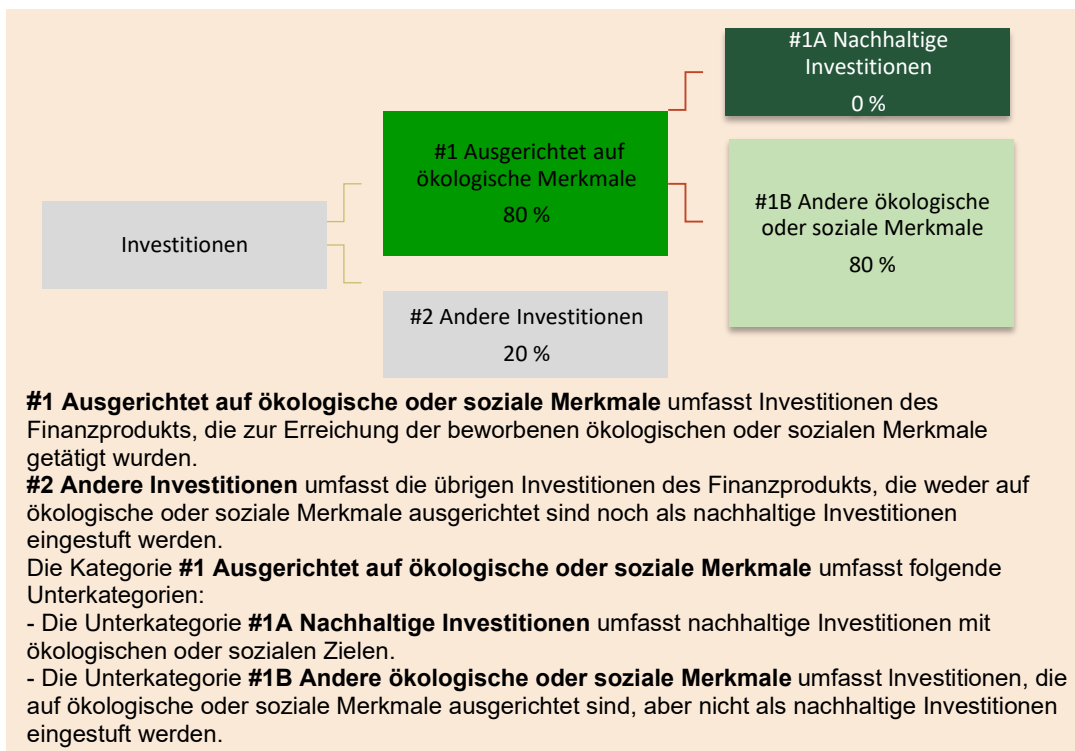 #1A Nachhaltige
Investitionen
0 %
#1 Ausgerichtet auf
ökologische Merkmale
80 %
#1B Andere ökologische
oder soziale Merkmale
80 %
Investitionen
#2 Andere Investitionen
20 %
#1 Ausgerichtet auf ökologische oder soziale Merkmale umfasst Investitionen des
Finanzprodukts, die zur Erreichung der beworbenen ökologischen oder sozialen Merkmale
getätigt wurden.
#2 Andere Investitionen umfasst die übrigen Investitionen des Finanzprodukts, die weder auf
ökologische oder soziale Merkmale ausgerichtet sind noch als nachhaltige Investitionen
eingestuft werden.
Die Kategorie #1 Ausgerichtet auf ökologische oder soziale Merkmale umfasst folgende
Unterkategorien:
- Die Unterkategorie #1A Nachhaltige Investitionen umfasst nachhaltige Investitionen mit
ökologischen oder sozialen Zielen.
- Die Unterkategorie #1B Andere ökologische oder soziale Merkmale umfasst Investitionen, die
auf ökologische oder soziale Merkmale ausgerichtet sind, aber nicht als nachhaltige Investitionen
eingestuft werden.